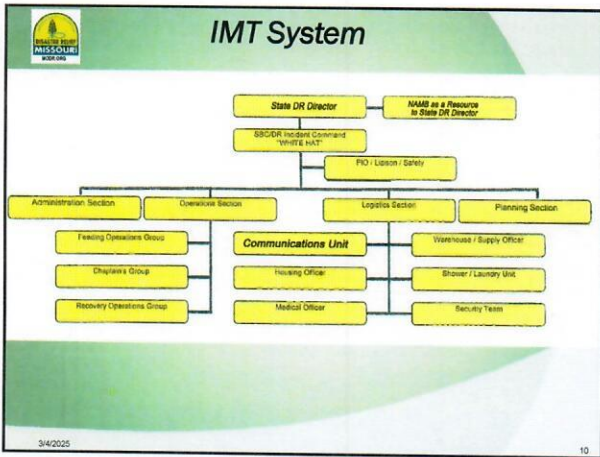 DISASTER RELIEF
MISSOURI
MODR.ORG
IMT System
State DR Director
NAMB as a Resource
to State DR Director
SBC/DR Incident Command
"WHITE HAT"
PIO / Liaison / Safety
Administration Section
Operations Section
Logistics Section
Planning Section
Feeding Operations Group
Communications Unit
Warehouse / Supply Officer
Chaplains Group
Housing Officer
Shower / Laundry Unit
Recovery Operations Group
Medical Officer
Security Team
3/4/2025
10